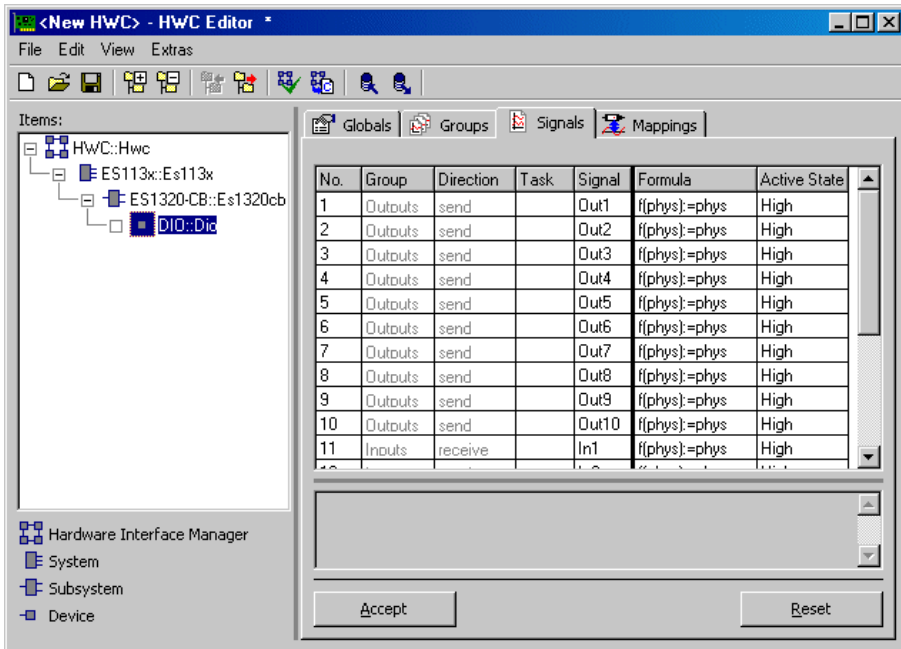 <New HWC> - HWC Editor *
File Edit View Extras
Items:
HWC::Hwc
ES113x::Es113x
ES1320-CB::Es1320cb
DIO::Dio
Hardware Interface Manager
System
Subsystem
Device
Globals Groups Signals Mappings
No. Group Direction Task Signal Formula Active State
1 Outputs send Out1 f(phys):=phys High
2 Outputs send Out2 f(phys):=phys High
3 Outputs send Out3 f(phys):=phys High
4 Outputs send Out4 f(phys):=phys High
5 Outputs send Out5 f(phys):=phys High
6 Outputs send Out6 f(phys):=phys High
7 Outputs send Out7 f(phys):=phys High
8 Outputs send Out8 f(phys):=phys High
9 Outputs send Out9 f(phys):=phys High
10 Outputs send Out10 f(phys):=phys High
11 Inputs receive In1 f(phys):=phys High
Accept Reset